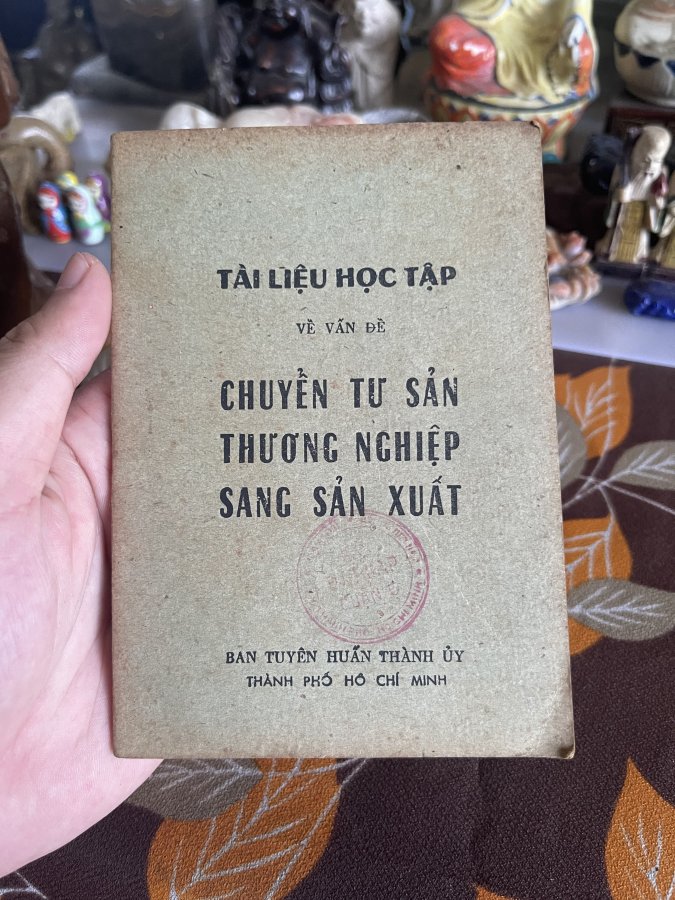 TÀI LIỆU HỌC TẬP
VỀ VẤN ĐỀ
CHUYỂN TƯ SẢN
THƯƠNG NGHIỆP
SANG SẢN XUẤT
BAN TUYÊN HUẤN THÀNH ỦY
THÀNH PHỐ HỒ CHÍ MINH